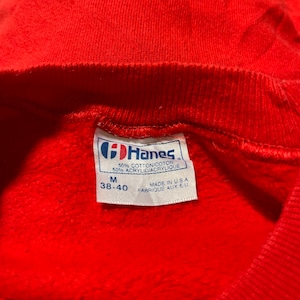 Hanes
50% COTTON/COTON
50% ACRYLIC/ACRYLIQUE
M
38-40
MADE IN U.S.A.
FABRIQUE AUX E.U.